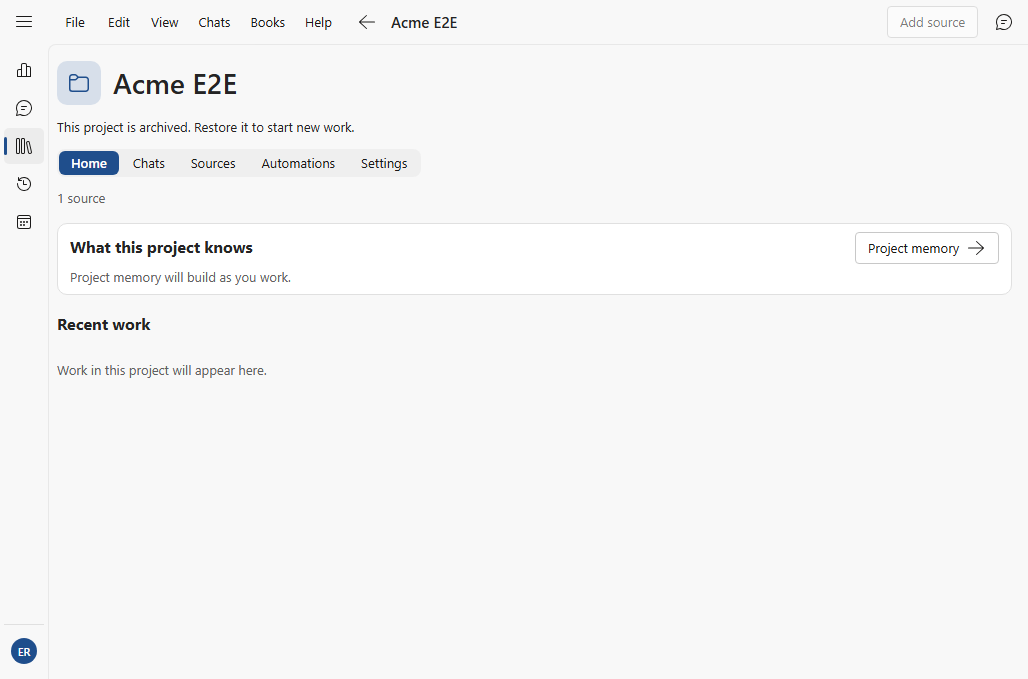 File Edit View Chats Books Help Acme E2E Add source
Acme E2E
This project is archived. Restore it to start new work.
Home Chats Sources Automations Settings
1 source
What this project knows Project memory
Project memory will build as you work.
Recent work
Work in this project will appear here.
ER